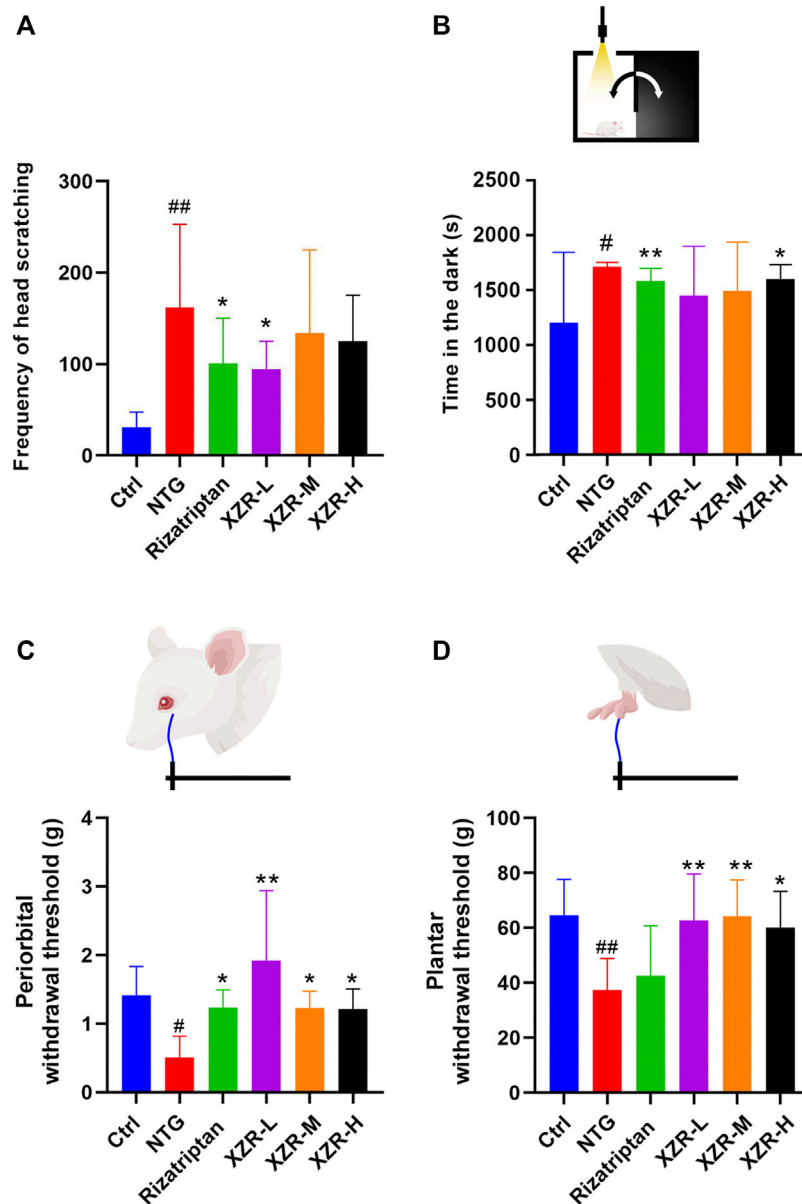 A
Frequency of head scratching
300
200
100
0
##
*
*
Ctrl
NTG
Rizatriptan
XZR-L
XZR-M
XZR-H
B
Time in the dark (s)
2500
2000
1500
1000
500
0
#
**
*
Ctrl
NTG
Rizatriptan
XZR-L
XZR-M
XZR-H
C
Periorbital
withdrawal threshold (g)
4
3
2
1
0
#
*
**
*
*
Ctrl
NTG
Rizatriptan
XZR-L
XZR-M
XZR-H
D
Plantar
withdrawal threshold (g)
100
80
60
40
20
0
##
**
**
*
Ctrl
NTG
Rizatriptan
XZR-L
XZR-M
XZR-H